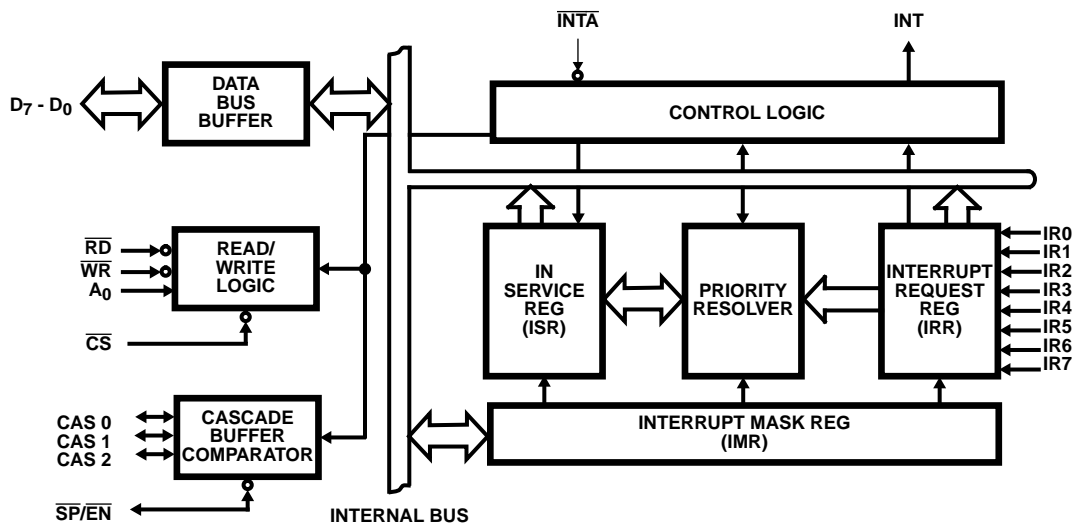 INTA
INT
D7 - D0
DATA
BUS
BUFFER
CONTROL LOGIC
RD
WR
A0
CS
READ/
WRITE
LOGIC
IN
SERVICE
REG
(ISR)
PRIORITY
RESOLVER
INTERRUPT
REQUEST
REG
(IRR)
IR0
IR1
IR2
IR3
IR4
IR5
IR6
IR7
CAS 0
CAS 1
CAS 2
CASCADE
BUFFER
COMPARATOR
INTERRUPT MASK REG
(IMR)
SP/EN
INTERNAL BUS